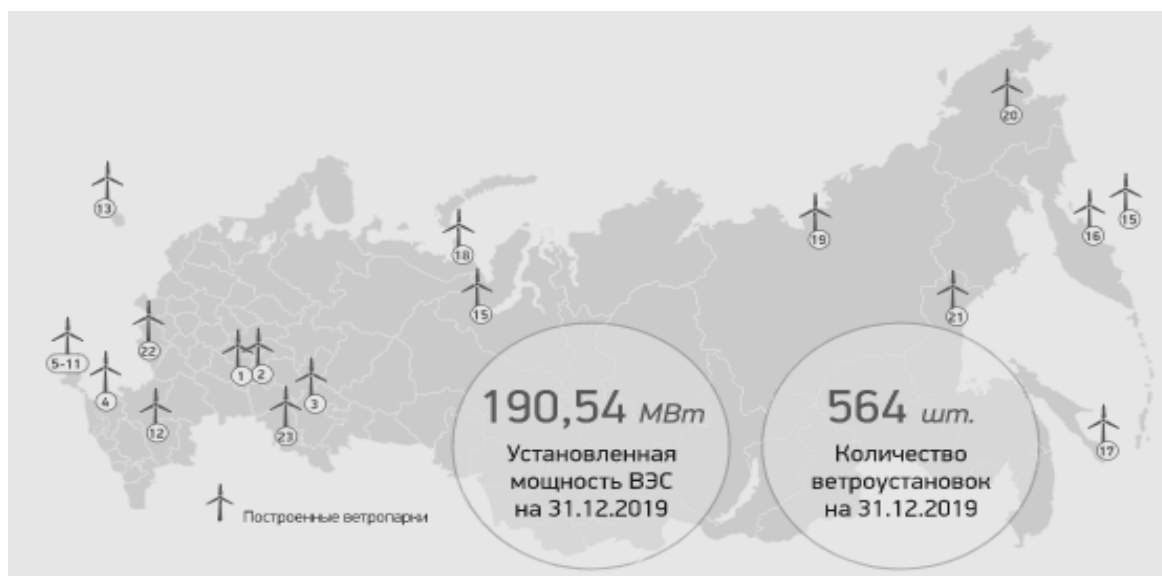 20
13
15
16
18
19
15
21
22
5-11
1
2
3
4
12
23
17
190,54 МВт
Установленная
мощность ВЭС
на 31.12.2019
564 шт.
Количество
ветроустановок
на 31.12.2019
Построенные ветропарки